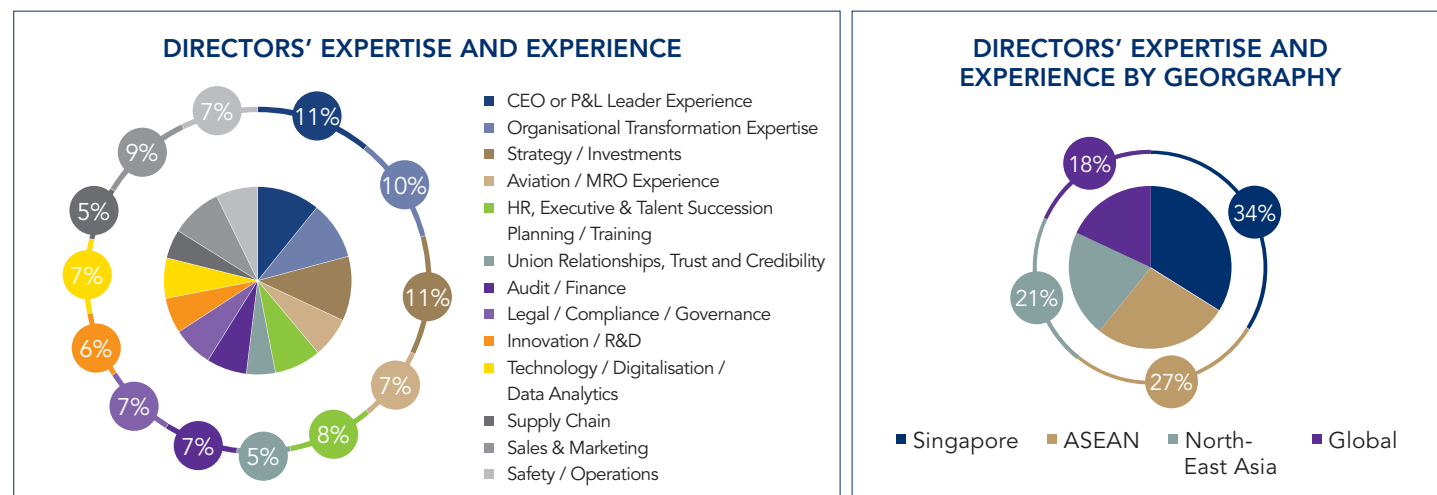 DIRECTORS' EXPERTISE AND EXPERIENCE
11%
10%
11%
7%
8%
5%
7%
7%
6%
7%
5%
9%
7%
CEO or P&L Leader Experience
Organisational Transformation Expertise
Strategy / Investments
Aviation / MRO Experience
HR, Executive & Talent Succession
Planning / Training
Union Relationships, Trust and Credibility
Audit / Finance
Legal / Compliance / Governance
Innovation / R&D
Technology / Digitalisation /
Data Analytics
Supply Chain
Sales & Marketing
Safety / Operations
DIRECTORS' EXPERTISE AND
EXPERIENCE BY GEORGRAPHY
34%
27%
21%
18%
Singapore
ASEAN
North-
East Asia
Global